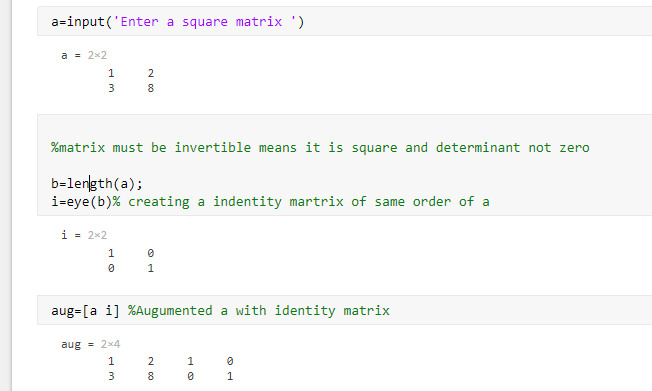 a=input('Enter a square matrix ')
a = 2×2
1 2
3 8
%matrix must be invertible means it is square and determinant not zero
b=length(a);
i=eye(b)% creating a indentity martrix of same order of a
i = 2×2
1 0
0 1
aug=[a i] %Augumented a with identity matrix
aug = 2×4
1 2 1 0
3 8 0 1